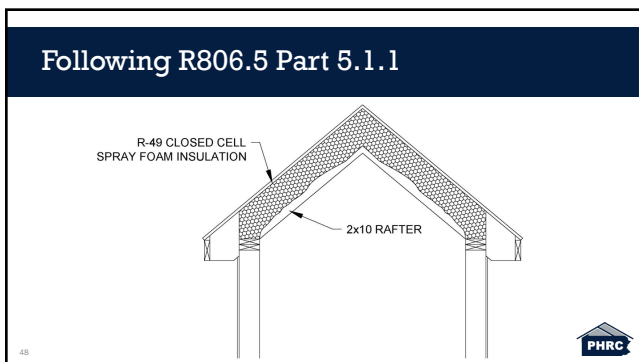 Following R806.5 Part 5.1.1
R-49 CLOSED CELL
SPRAY FOAM INSULATION
2x10 RAFTER
48
PHRC